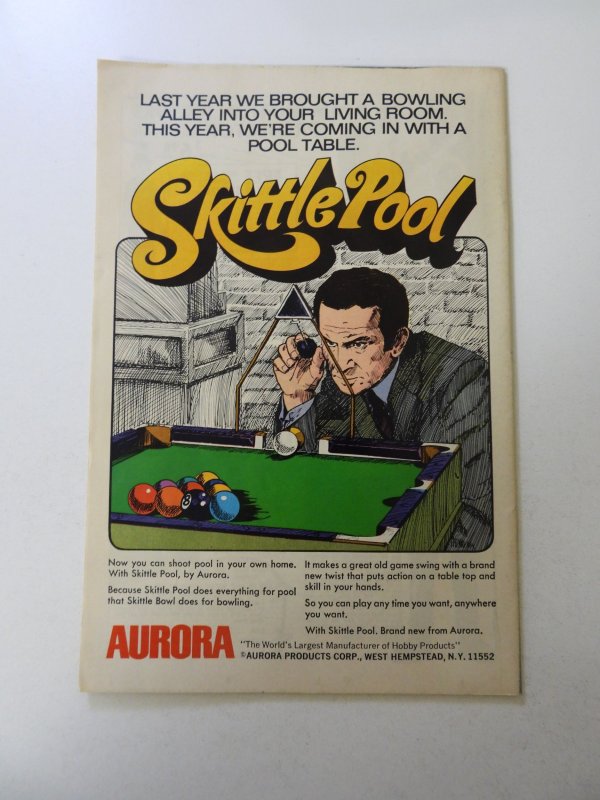 LAST YEAR WE BROUGHT A BOWLING
ALLEY INTO YOUR LIVING ROOM.
THIS YEAR, WE'RE COMING IN WITH A
POOL TABLE.
Skittle Pool
8
Now you can shoot pool in your own home.
With Skittle Pool, by Aurora.
Because Skittle Pool does everything for pool
that Skittle Bowl does for bowling.
It makes a great old game swing with a brand
new twist that puts action on a table top and
skill in your hands.
So you can play any time you want, anywhere
you want.
With Skittle Pool. Brand new from Aurora.
AURORA
"The World's Largest Manufacturer of Hobby Products"
©AURORA PRODUCTS CORP., WEST HEMPSTEAD, N.Y. 11552